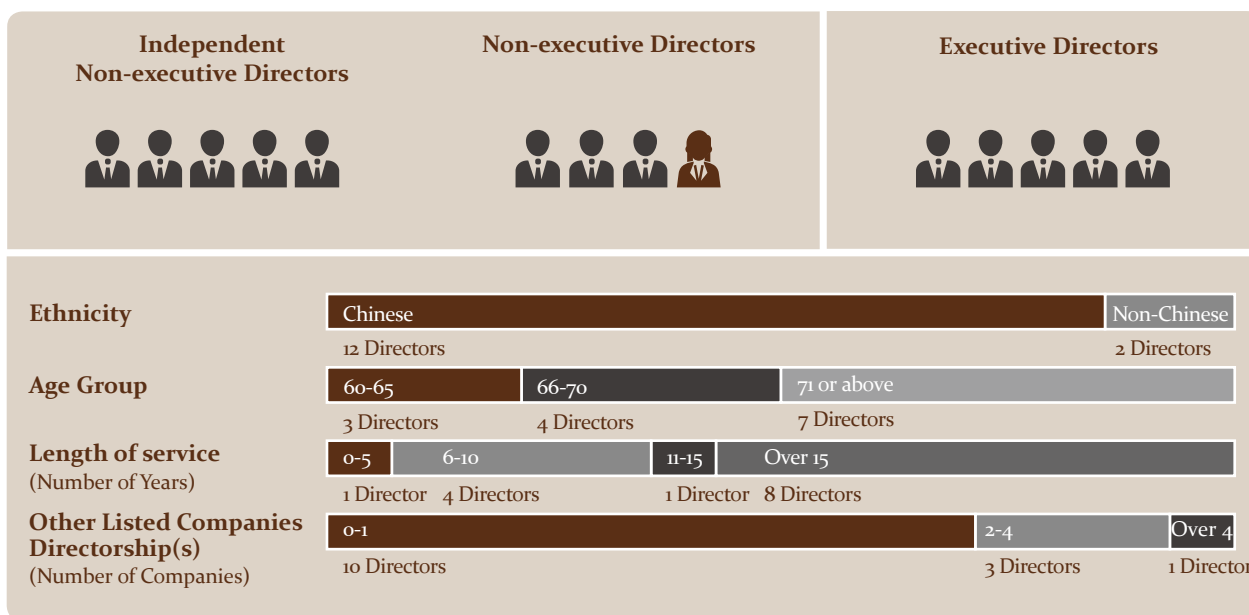 Independent
Non-executive Directors
Non-executive Directors
Executive Directors
Ethnicity
Chinese
Non-Chinese
12 Directors
2 Directors
Age Group
60-65
66-70
71 or above
3 Directors
4 Directors
7 Directors
Length of service
(Number of Years)
0-5
6-10
11-15
Over 15
1 Director
4 Directors
1 Director
8 Directors
Other Listed Companies
Directorship(s)
(Number of Companies)
0-1
2-4
Over 4
10 Directors
3 Directors
1 Director